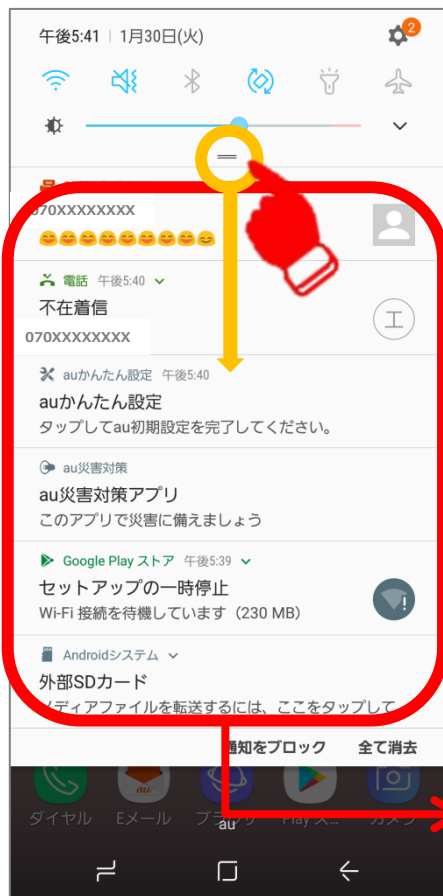 午後5:41 | 1月30日(火)
2
070XXXXXXXX
電話 午後5:40
不在着信
エ
070XXXXXXXX
auかんたん設定 午後5:40
auかんたん設定
タップしてau初期設定を完了してください。
au災害対策
au災害対策アプリ
このアプリで災害に備えましょう
Google Play ストア 午後5:39
セットアップの一時停止
Wi-Fi 接続を待機しています（230 MB）
Androidシステム
外部SDカード
メディアファイルを転送するには、ここをタップして
通知をブロック 全て消去
au
ダイヤル Eメール ブラウザ Play ス... カメラ
au